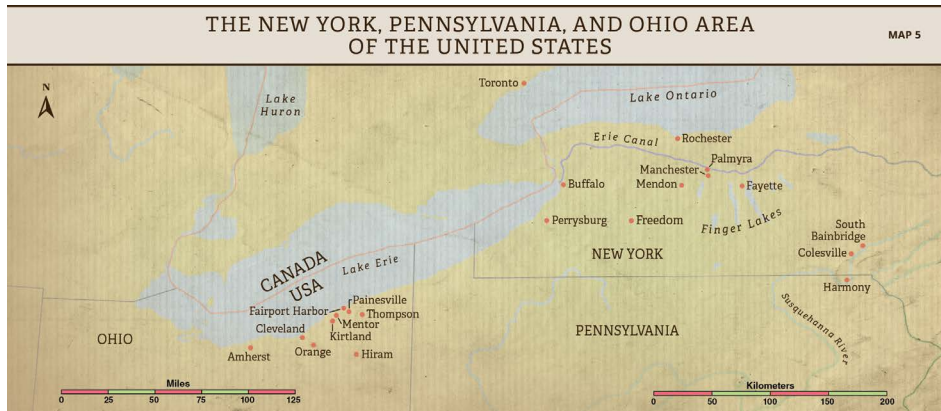 THE NEW YORK, PENNSYLVANIA, AND OHIO AREA
OF THE UNITED STATES
MAP 5
N
Toronto
Lake
Huron
Lake Ontario
Erie Canal
Rochester
Palmyra
Manchester
Mendon
Fayette
Buffalo
Perrysburg
Freedom
Finger Lakes
South
Bainbridge
Colesville
NEW YORK
Harmony
CANADA
USA
Lake Erie
Painesville
Fairport Harbor
Thompson
Mentor
Cleveland
Kirtland
OHIO
Amherst
Orange
Hiram
PENNSYLVANIA
Susquehanna River
Miles
0 25 50 75 100 125
Kilometers
0 50 100 150 200